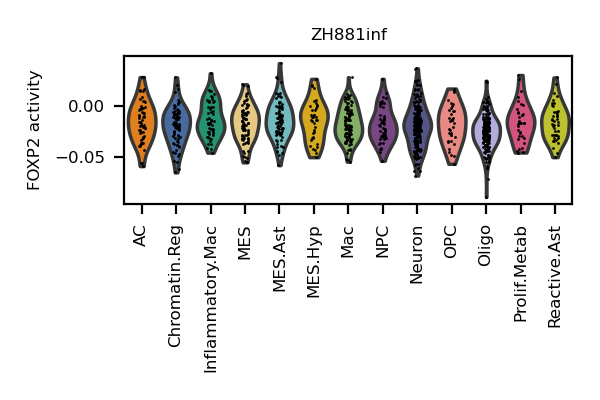 ZH881inf
FOXP2 activity
0.00
−0.05
AC
Chromatin.Reg
Inflammatory.Mac
MES
MES.Ast
MES.Hyp
Mac
NPC
Neuron
OPC
Oligo
Prolif.Metab
Reactive.Ast